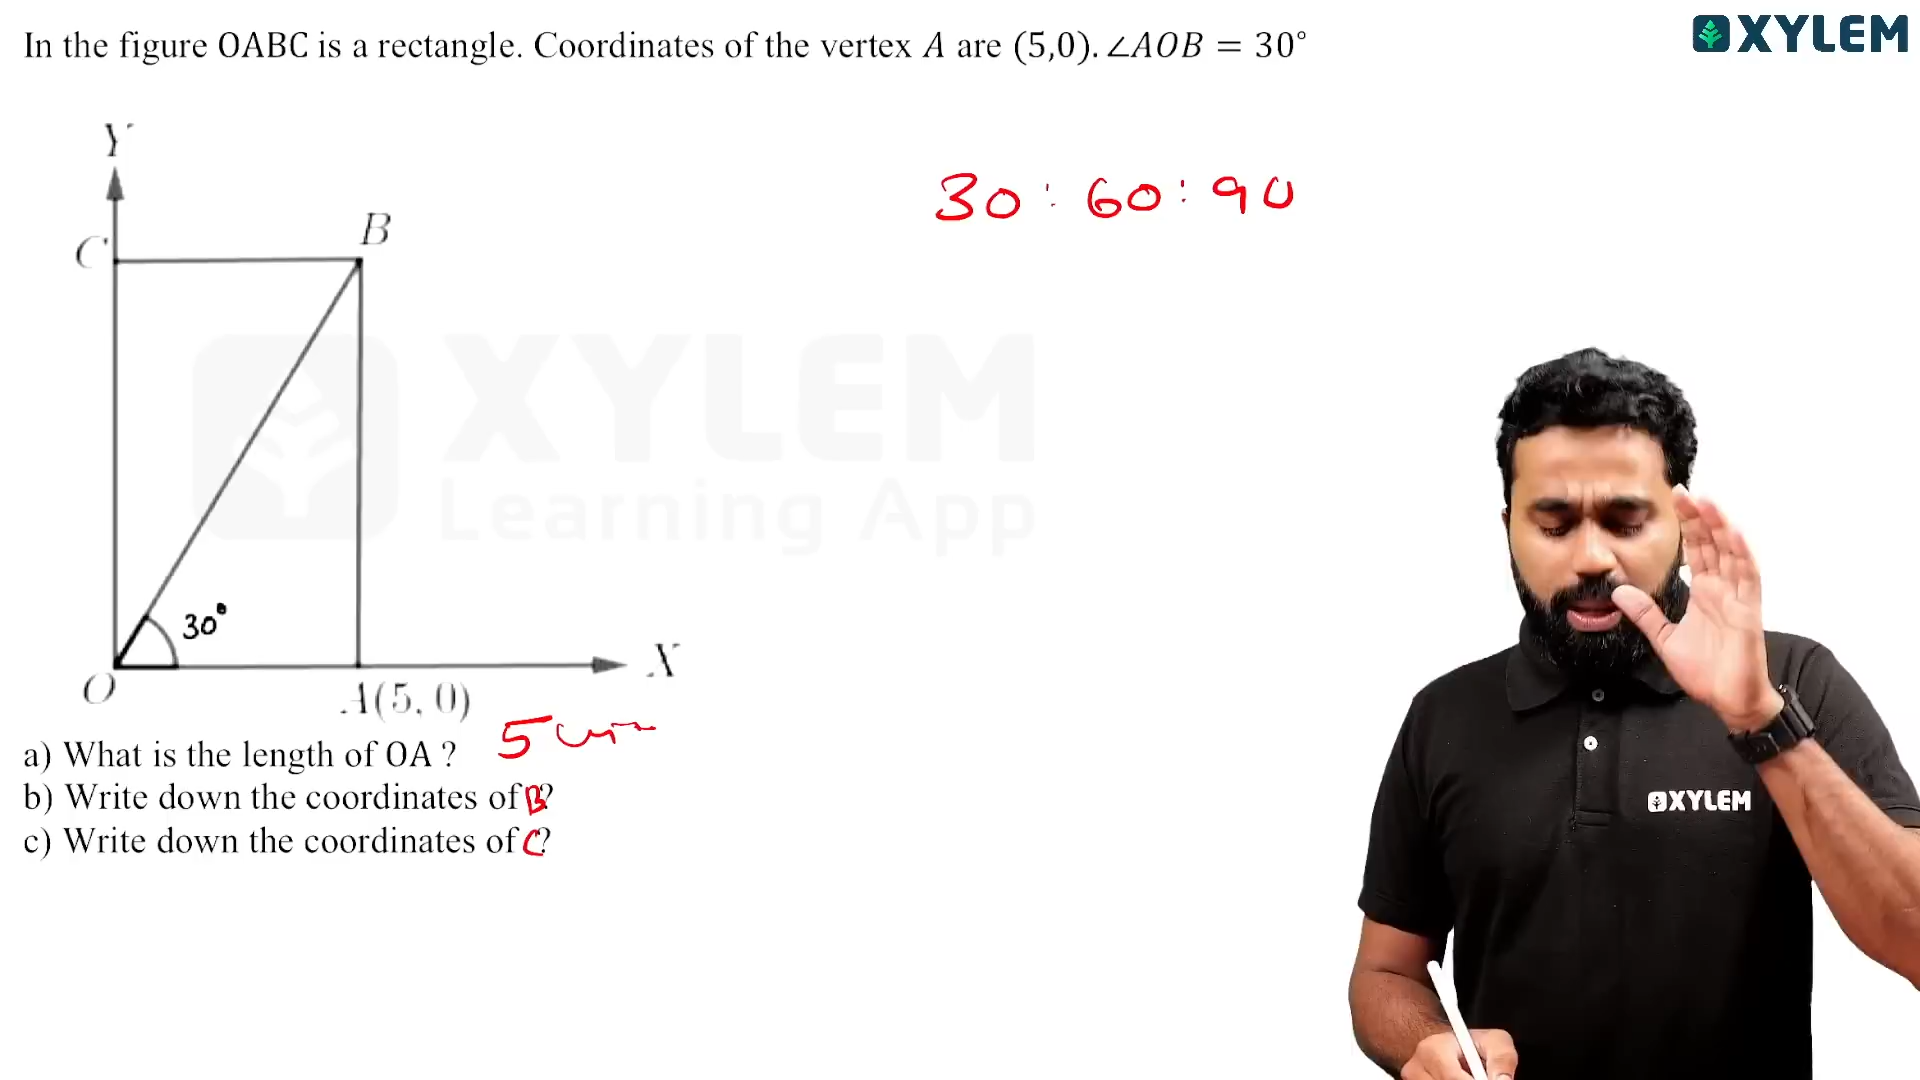 In the figure OABC is a rectangle. Coordinates of the vertex A are (5,0). ∠AOB = 30°
XYLEM
30 : 60 : 90
Y
C
B
XYLEM
Learning App
30°
O
A(5, 0)
X
a) What is the length of OA ? 5 cm
b) Write down the coordinates of B?
c) Write down the coordinates of C?
XYLEM